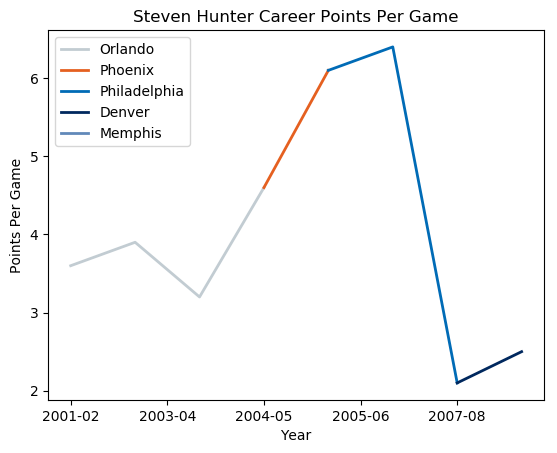 Steven Hunter Career Points Per Game
Orlando
Phoenix
Philadelphia
Denver
Memphis
Points Per Game
6
5
4
3
2
2001-02
2003-04
2004-05
2005-06
2007-08
Year